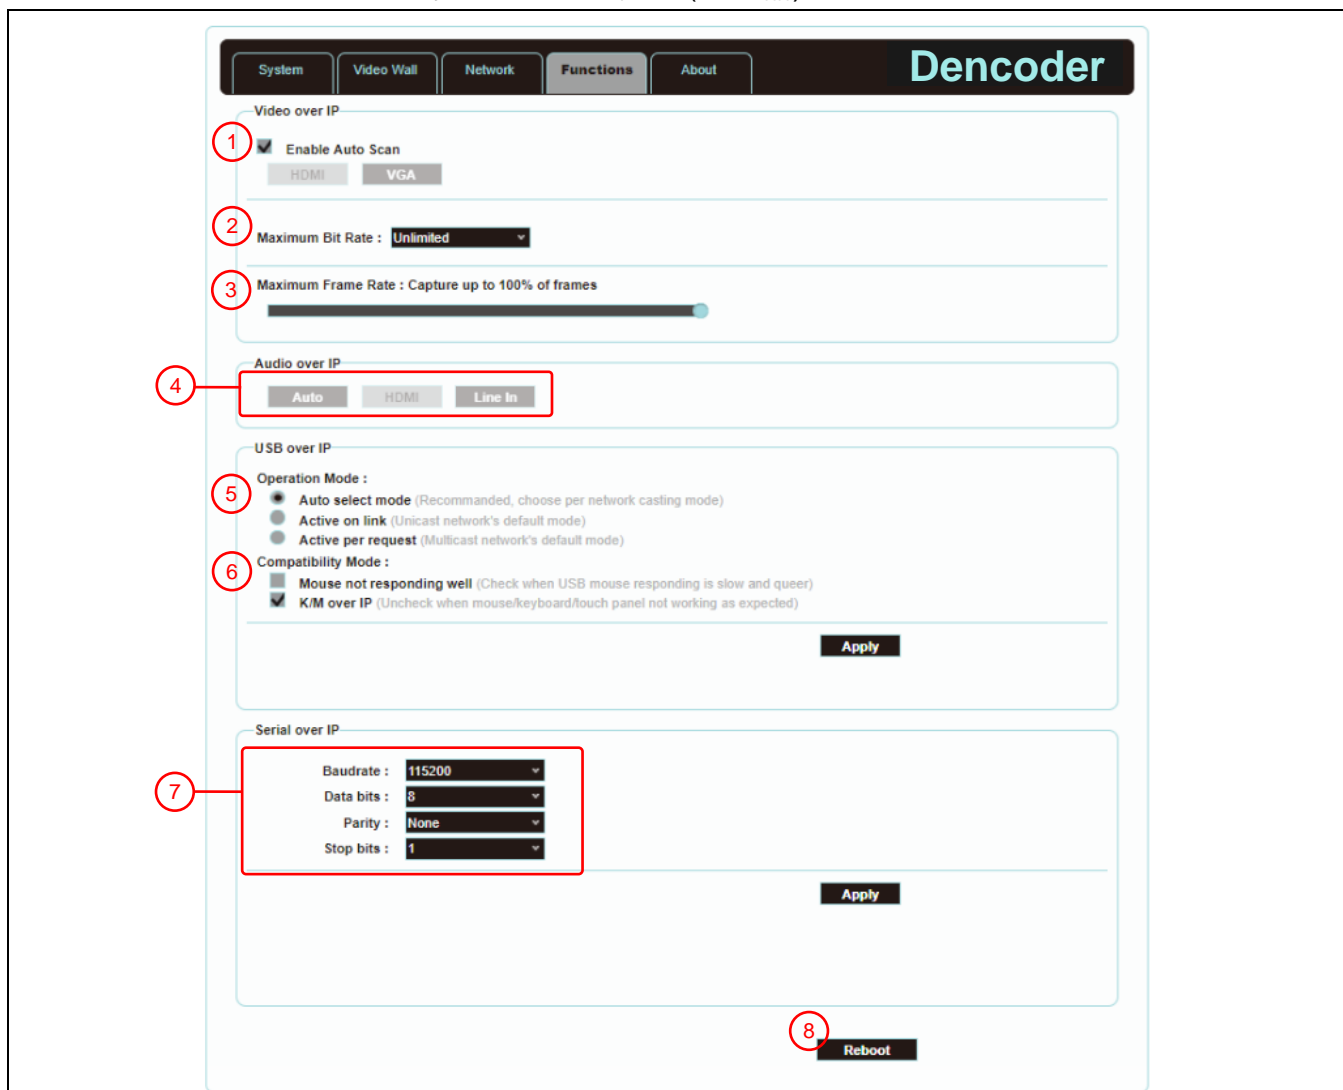 System Video Wall Network Functions About Dencoder
Video over IP
1
Enable Auto Scan
HDMI VGA
2
Maximum Bit Rate : Unlimited
3
Maximum Frame Rate : Capture up to 100% of frames
Audio over IP
4
Auto HDMI Line In
USB over IP
Operation Mode :
5
Auto select mode (Recommanded, choose per network casting mode)
Active on link (Unicast network's default mode)
Active per request (Multicast network's default mode)
Compatibility Mode :
6
Mouse not responding well (Check when USB mouse responding is slow and queer)
K/M over IP (Uncheck when mouse/keyboard/touch panel not working as expected)
Apply
Serial over IP
7
Baudrate : 115200
Data bits : 8
Parity : None
Stop bits : 1
Apply
8
Reboot